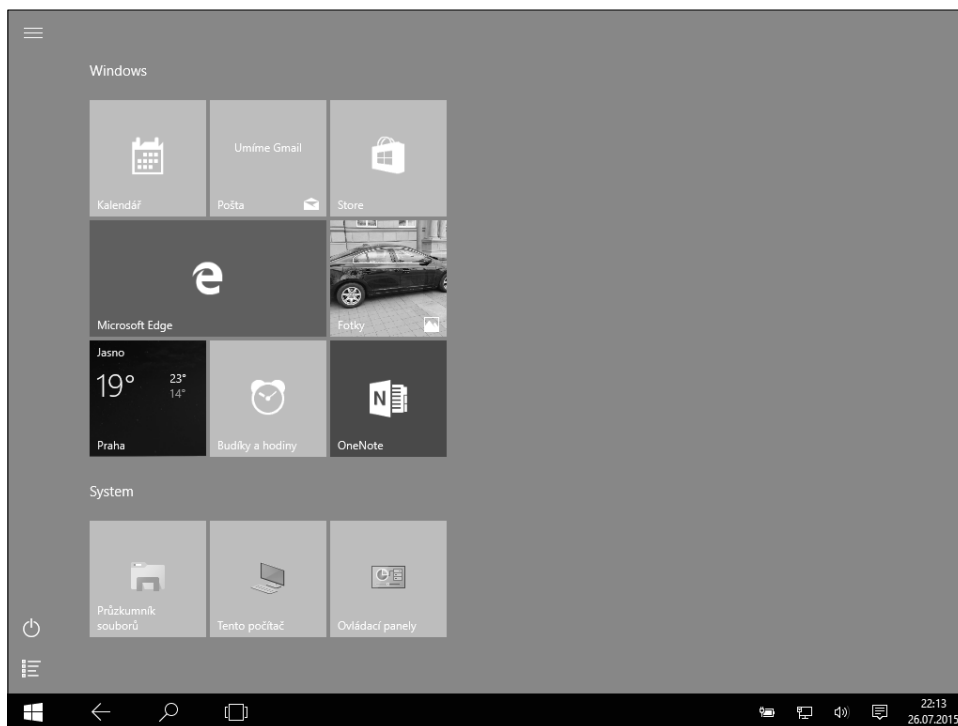 Windows
Umíme Gmail
Kalendář
Pošta
Store
Microsoft Edge
Fotky
Jasno
19°
23°
14°
Praha
Budíky a hodiny
N
OneNote
System
Průzkumník
souborů
Tento počítač
Ovládací panely
22:13
26.07.2015